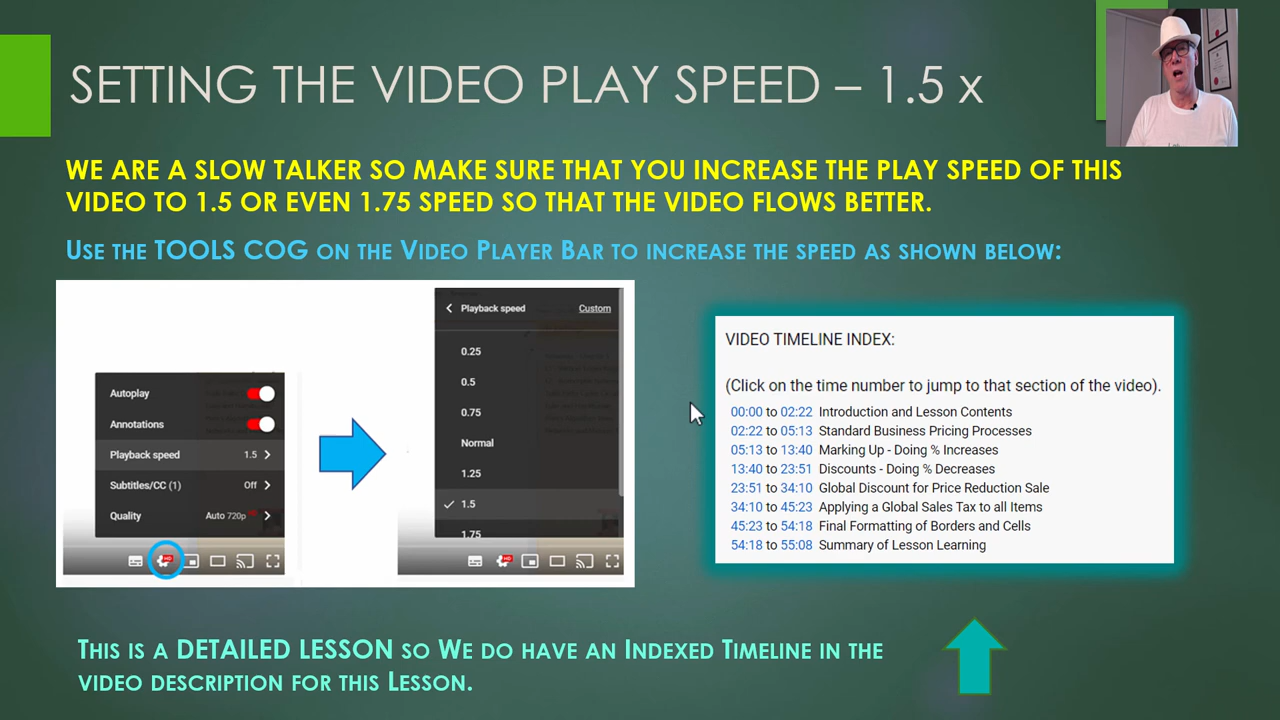 SETTING THE VIDEO PLAY SPEED – 1.5 x
WE ARE A SLOW TALKER SO MAKE SURE THAT YOU INCREASE THE PLAY SPEED OF THIS
VIDEO TO 1.5 OR EVEN 1.75 SPEED SO THAT THE VIDEO FLOWS BETTER.
USE THE TOOLS COG ON THE VIDEO PLAYER BAR TO INCREASE THE SPEED AS SHOWN BELOW:
Autoplay
Annotations
Playback speed 1.5
Subtitles/CC (1) Off
Quality Auto 720p
HD
Playback speed Custom
0.25
0.5
0.75
Normal
1.25
1.5
1.75
HD
VIDEO TIMELINE INDEX:
(Click on the time number to jump to that section of the video).
00:00 to 02:22 Introduction and Lesson Contents
02:22 to 05:13 Standard Business Pricing Processes
05:13 to 13:40 Marking Up - Doing % Increases
13:40 to 23:51 Discounts - Doing % Decreases
23:51 to 34:10 Global Discount for Price Reduction Sale
34:10 to 45:23 Applying a Global Sales Tax to all Items
45:23 to 54:18 Final Formatting of Borders and Cells
54:18 to 55:08 Summary of Lesson Learning
THIS IS A DETAILED LESSON SO WE DO HAVE AN INDEXED TIMELINE IN THE
VIDEO DESCRIPTION FOR THIS LESSON.